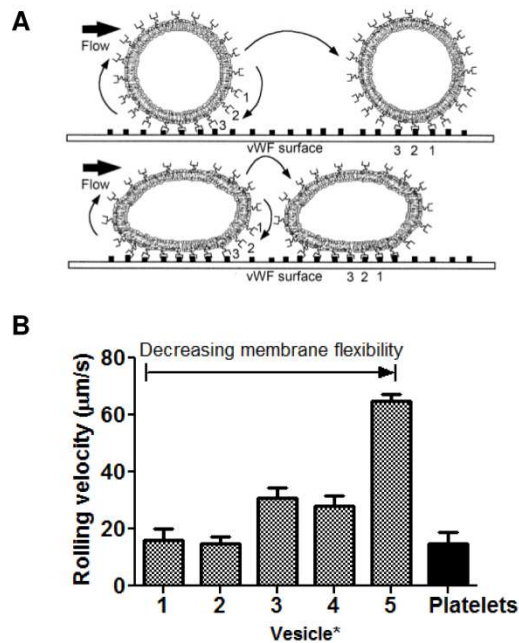 A
Flow
1
2
3
vWF surface
3 2 1
Flow
1
2
3
vWF surface
3 2 1
B
Decreasing membrane flexibility
Rolling velocity (µm/s)
80
60
40
20
0
1 2 3 4 5 Platelets
Vesicle*